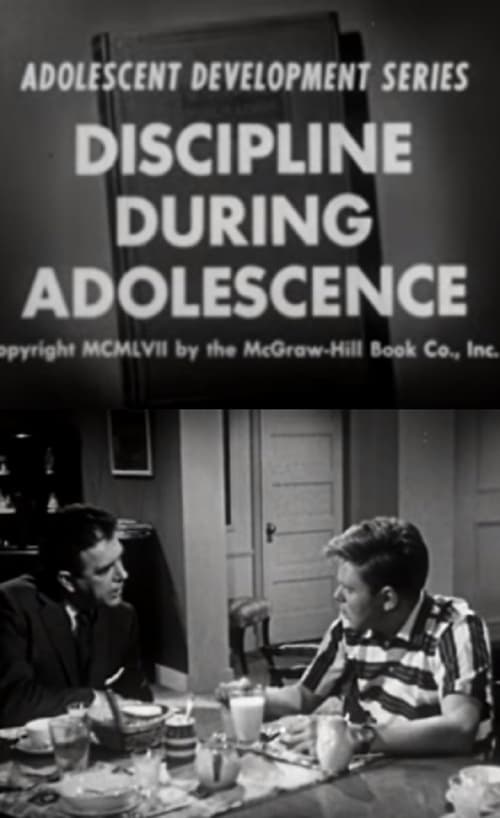 ADOLESCENT DEVELOPMENT SERIES
DISCIPLINE
DURING
ADOLESCENCE
opyright MCMLVII by the McGraw-Hill Book Co., Inc.